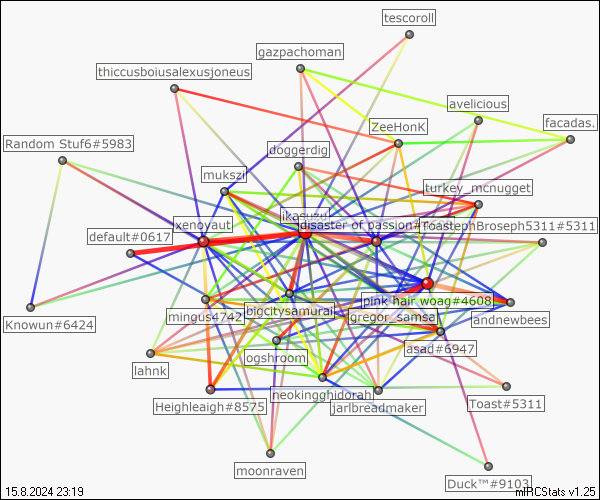 tescoroll
gazpachoman
thiccusboiusalexusjoneus
avelicious
facadas.
ZeeHonK
Random Stuf6#5983
doggerdig
mukszi
turkey_mcnugget
ikasuzu
xenoyaut
disaster of passion#
ToastephBroseph5311#5311
default#0617
pink hair woag#4608
mingus4742
bigcitysamurai
gregor_samsa
andnewbees
Knowun#6424
asad#6947
ogshroom
lahnk
neokingghidorah
Heighleaigh#8575
jarlbreadmaker
Toast#5311
moonraven
Duck™#9103
15.8.2024 23:19
mIRCStats v1.25